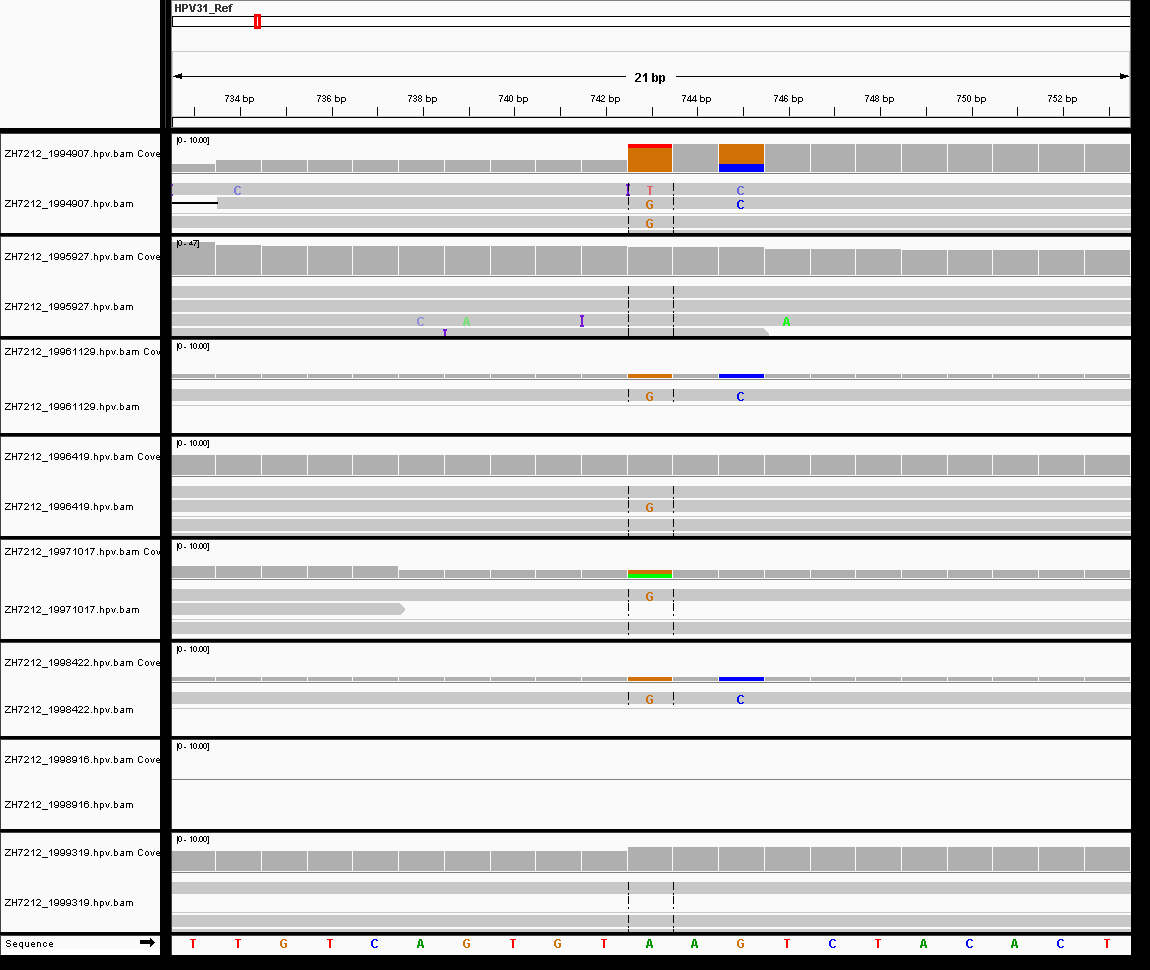 HPV31_Ref
21 bp
734 bp 736 bp 738 bp 740 bp 742 bp 744 bp 746 bp 748 bp 750 bp 752 bp
[0 - 10.00]
ZH7212_1994907.hpv.bam Cove
I C I T C
ZH7212_1994907.hpv.bam
G C
G
[0 - 47]
ZH7212_1995927.hpv.bam Cove
ZH7212_1995927.hpv.bam
C A I A
I
[0 - 10.00]
ZH7212_19961129.hpv.bam Cov
G C
ZH7212_19961129.hpv.bam
[0 - 10.00]
ZH7212_1996419.hpv.bam Cove
ZH7212_1996419.hpv.bam
G
[0 - 10.00]
ZH7212_19971017.hpv.bam Cov
G
ZH7212_19971017.hpv.bam
[0 - 10.00]
ZH7212_1998422.hpv.bam Cove
G C
ZH7212_1998422.hpv.bam
[0 - 10.00]
ZH7212_1998916.hpv.bam Cove
ZH7212_1998916.hpv.bam
[0 - 10.00]
ZH7212_1999319.hpv.bam Cove
ZH7212_1999319.hpv.bam
Sequence T T G T C A G T G T A A G T C T A C A C T